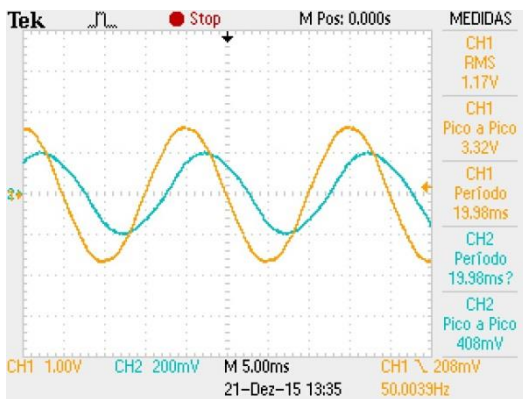 Tek Stop M Pos: 0.000s MEDIDAS
CH1
RMS
1.17V
CH1
Pico a Pico
3.32V
CH1
Período
19.98ms
CH2
Período
19.98ms?
CH2
Pico a Pico
408mV
2
CH1 1.00V CH2 200mV M 5.00ms CH1 208mV
21-Dez-15 13:35 50.0039Hz